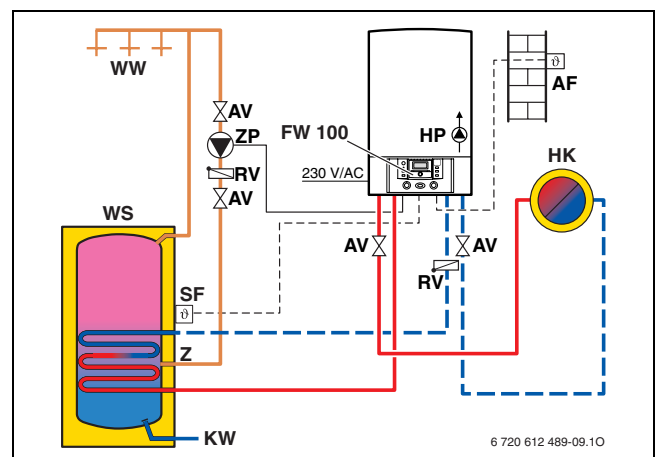 WW
AV
ZP
RV
AV
WS
SF
ϑ
Z
KW
FW 100
230 V/AC
HP
AV
AV
RV
ϑ
AF
HK
6 720 612 489-09.1O